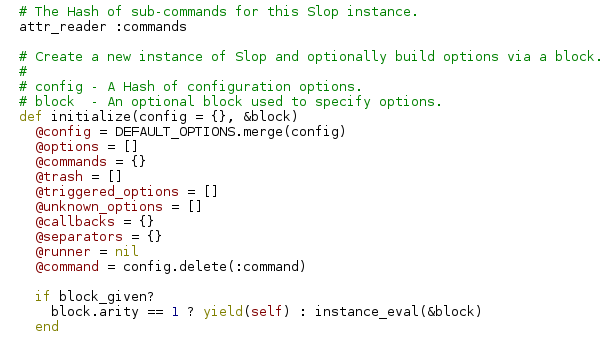 # The Hash of sub-commands for this Slop instance.
attr_reader :commands

# Create a new instance of Slop and optionally build options via a block.
#
# config - A Hash of configuration options.
# block  - An optional block used to specify options.
def initialize(config = {}, &block)
  @config = DEFAULT_OPTIONS.merge(config)
  @options = []
  @commands = {}
  @trash = []
  @triggered_options = []
  @unknown_options = []
  @callbacks = {}
  @separators = {}
  @runner = nil
  @command = config.delete(:command)

  if block_given?
    block.arity == 1 ? yield(self) : instance_eval(&block)
  end